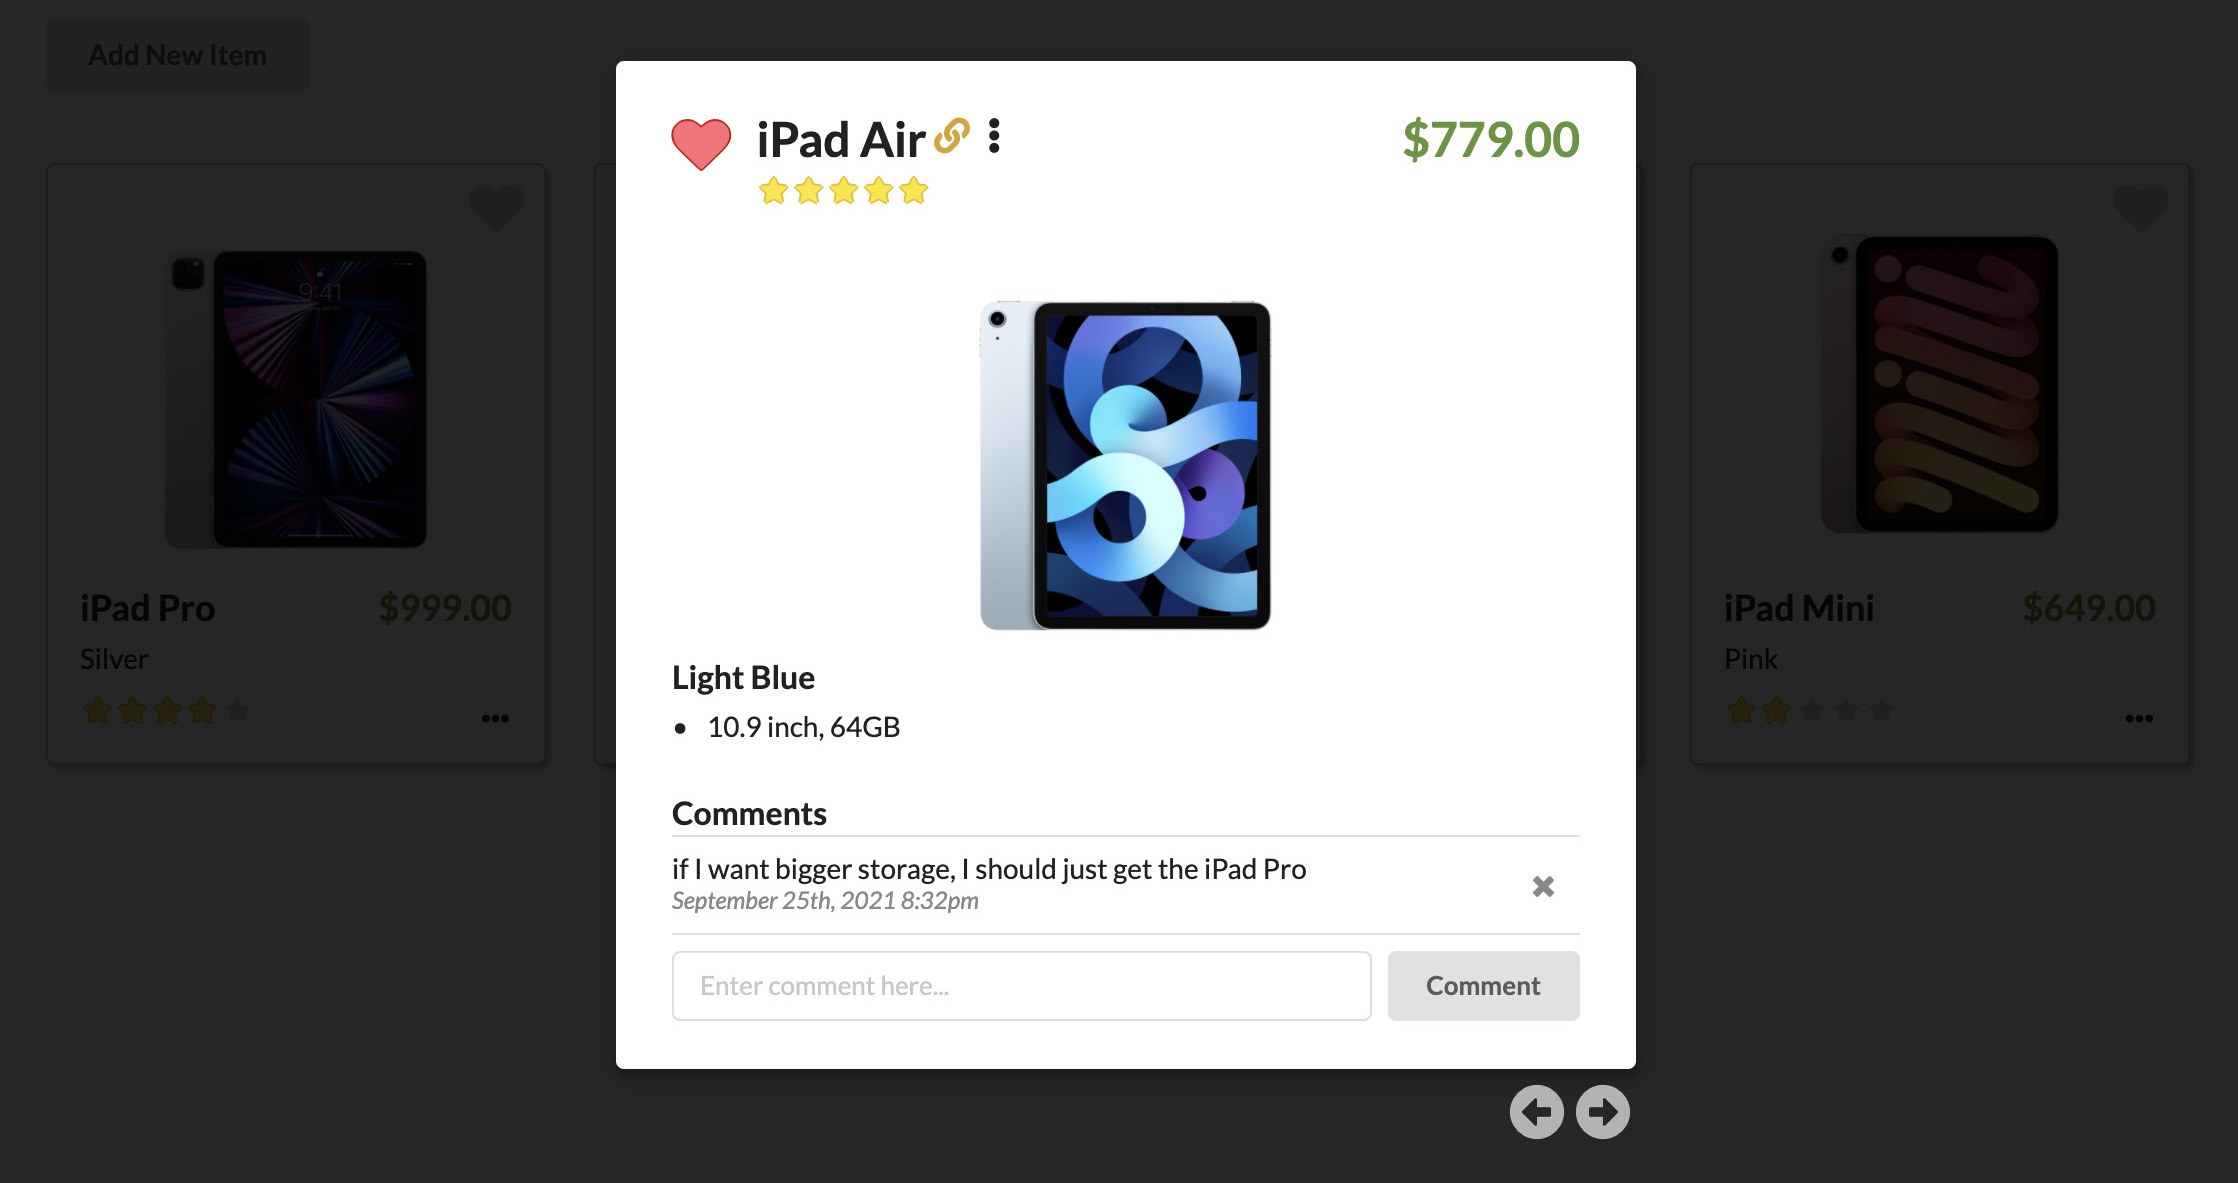 Add New Item
iPad Air
$779.00
9:41
iPad Pro
$999.00
Silver
iPad Mini
$649.00
Pink
Light Blue
10.9 inch, 64GB
Comments
if I want bigger storage, I should just get the iPad Pro
September 25th, 2021 8:32pm
Enter comment here...
Comment